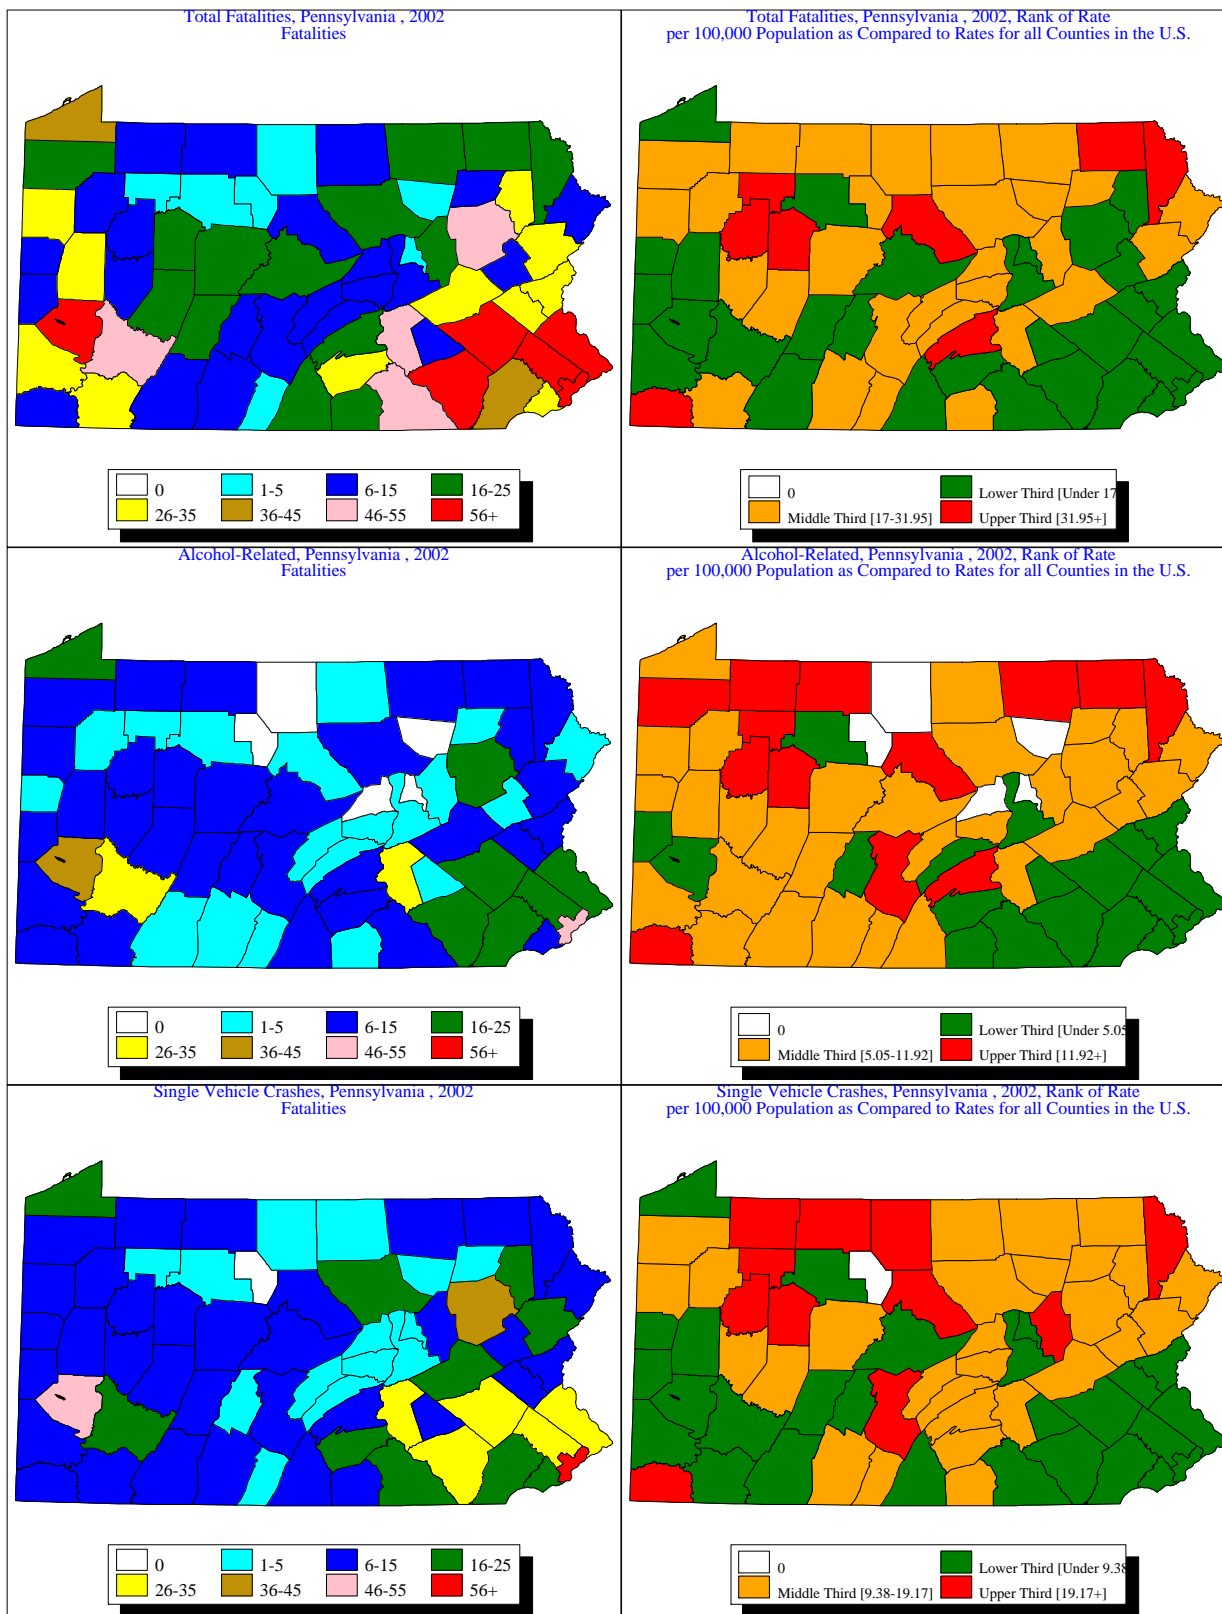 Total Fatalities, Pennsylvania , 2002
Fatalities
0
1-5
6-15
16-25
26-35
36-45
46-55
56+
Total Fatalities, Pennsylvania , 2002, Rank of Rate
per 100,000 Population as Compared to Rates for all Counties in the U.S.
0
Lower Third [Under 17
Middle Third [17-31.95]
Upper Third [31.95+]
Alcohol-Related, Pennsylvania , 2002
Fatalities
0
1-5
6-15
16-25
26-35
36-45
46-55
56+
Alcohol-Related, Pennsylvania , 2002, Rank of Rate
per 100,000 Population as Compared to Rates for all Counties in the U.S.
0
Lower Third [Under 5.05
Middle Third [5.05-11.92]
Upper Third [11.92+]
Single Vehicle Crashes, Pennsylvania , 2002
Fatalities
0
1-5
6-15
16-25
26-35
36-45
46-55
56+
Single Vehicle Crashes, Pennsylvania , 2002, Rank of Rate
per 100,000 Population as Compared to Rates for all Counties in the U.S.
0
Lower Third [Under 9.38
Middle Third [9.38-19.17]
Upper Third [19.17+]